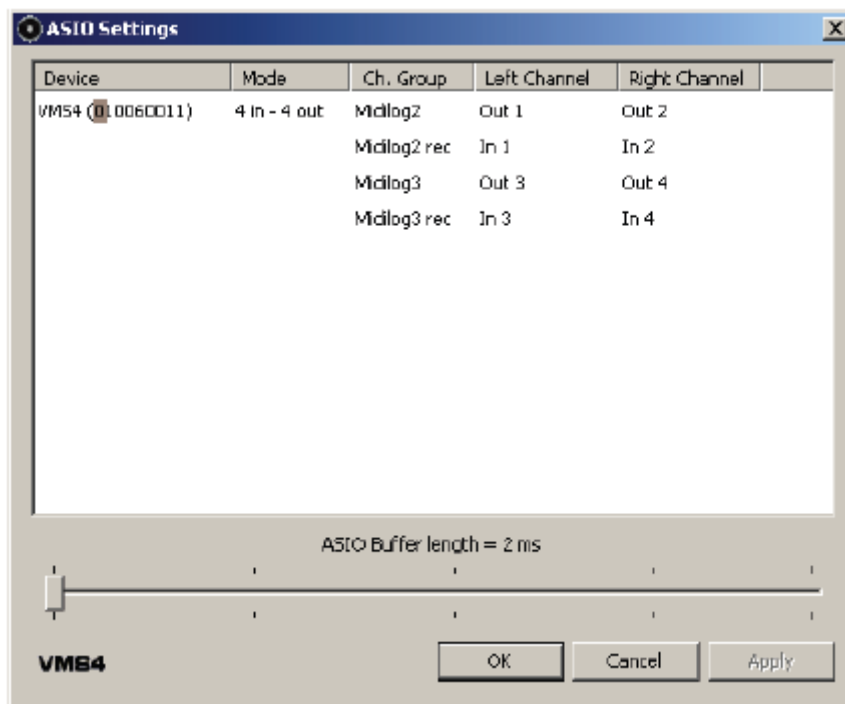 ASIO Settings
Device Mode Ch. Group Left Channel Right Channel
VMS4 (010060011) 4 in - 4 out Midilog2 Out 1 Out 2
Midilog2 rec In 1 In 2
Midilog3 Out 3 Out 4
Midilog3 rec In 3 In 4
ASIO Buffer length = 2 ms
VMS4 OK Cancel Apply